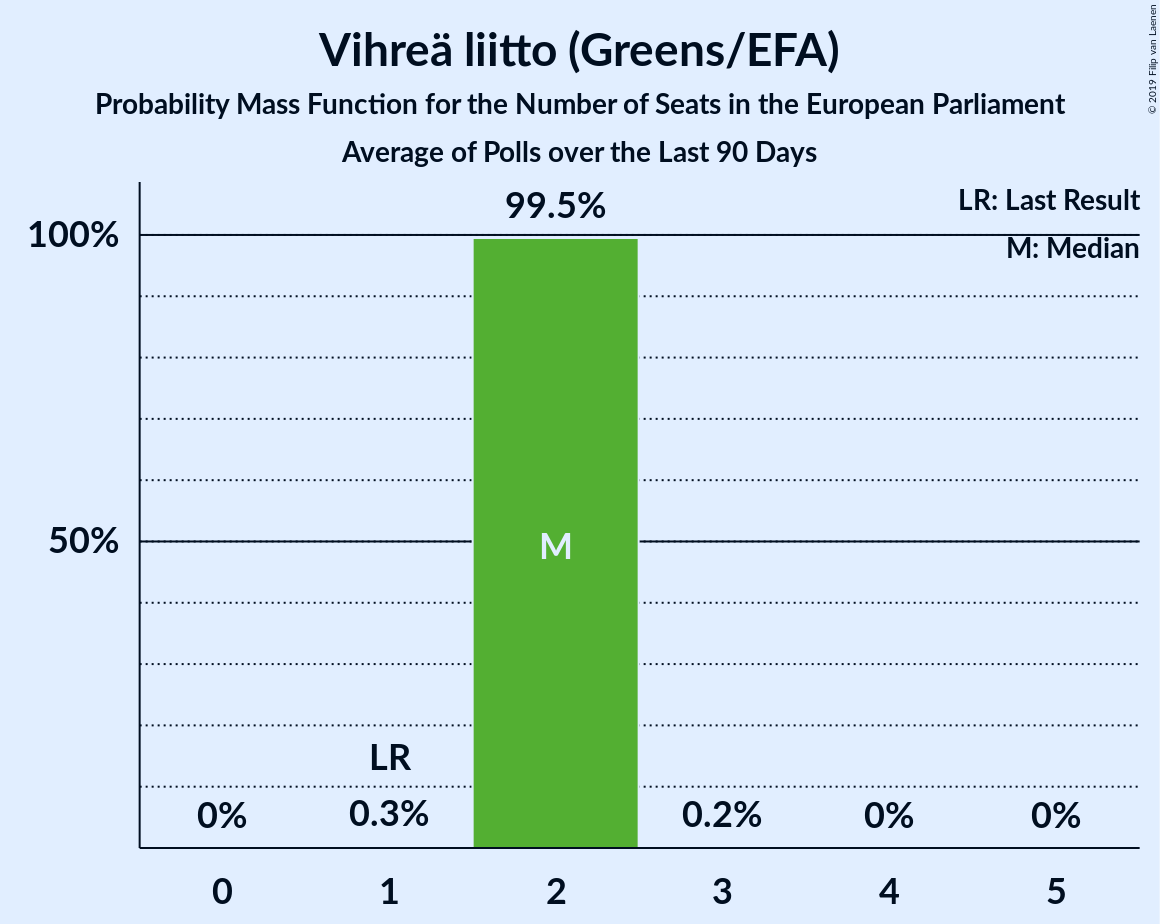 Vihreä liitto (Greens/EFA)
Probability Mass Function for the Number of Seats in the European Parliament
Average of Polls over the Last 90 Days
© 2019 Filip van Laenen
LR: Last Result
M: Median
99.5%
100%
50%
M
LR
0% 0.3% 0.2% 0% 0%
0 1 2 3 4 5